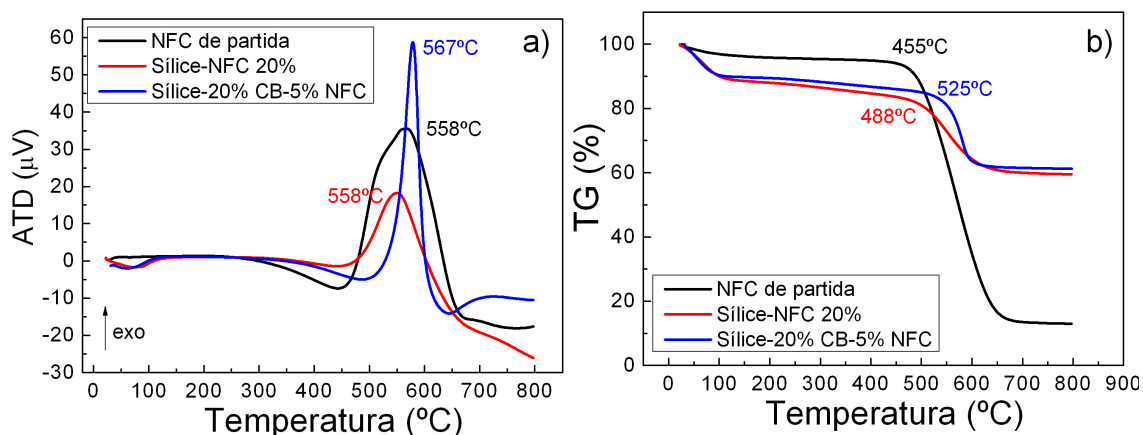 a)
NFC de partida
Sílice-NFC 20%
Sílice-20% CB-5% NFC
567ºC
558ºC
558ºC
exo
ATD (μV)
60
50
40
30
20
10
0
-10
-20
-30
0 100 200 300 400 500 600 700 800
Temperatura (ºC)
b)
455ºC
525ºC
488ºC
NFC de partida
Sílice-NFC 20%
Sílice-20% CB-5% NFC
TG (%)
100
80
60
40
20
0
0 100 200 300 400 500 600 700 800 900
Temperatura (ºC)